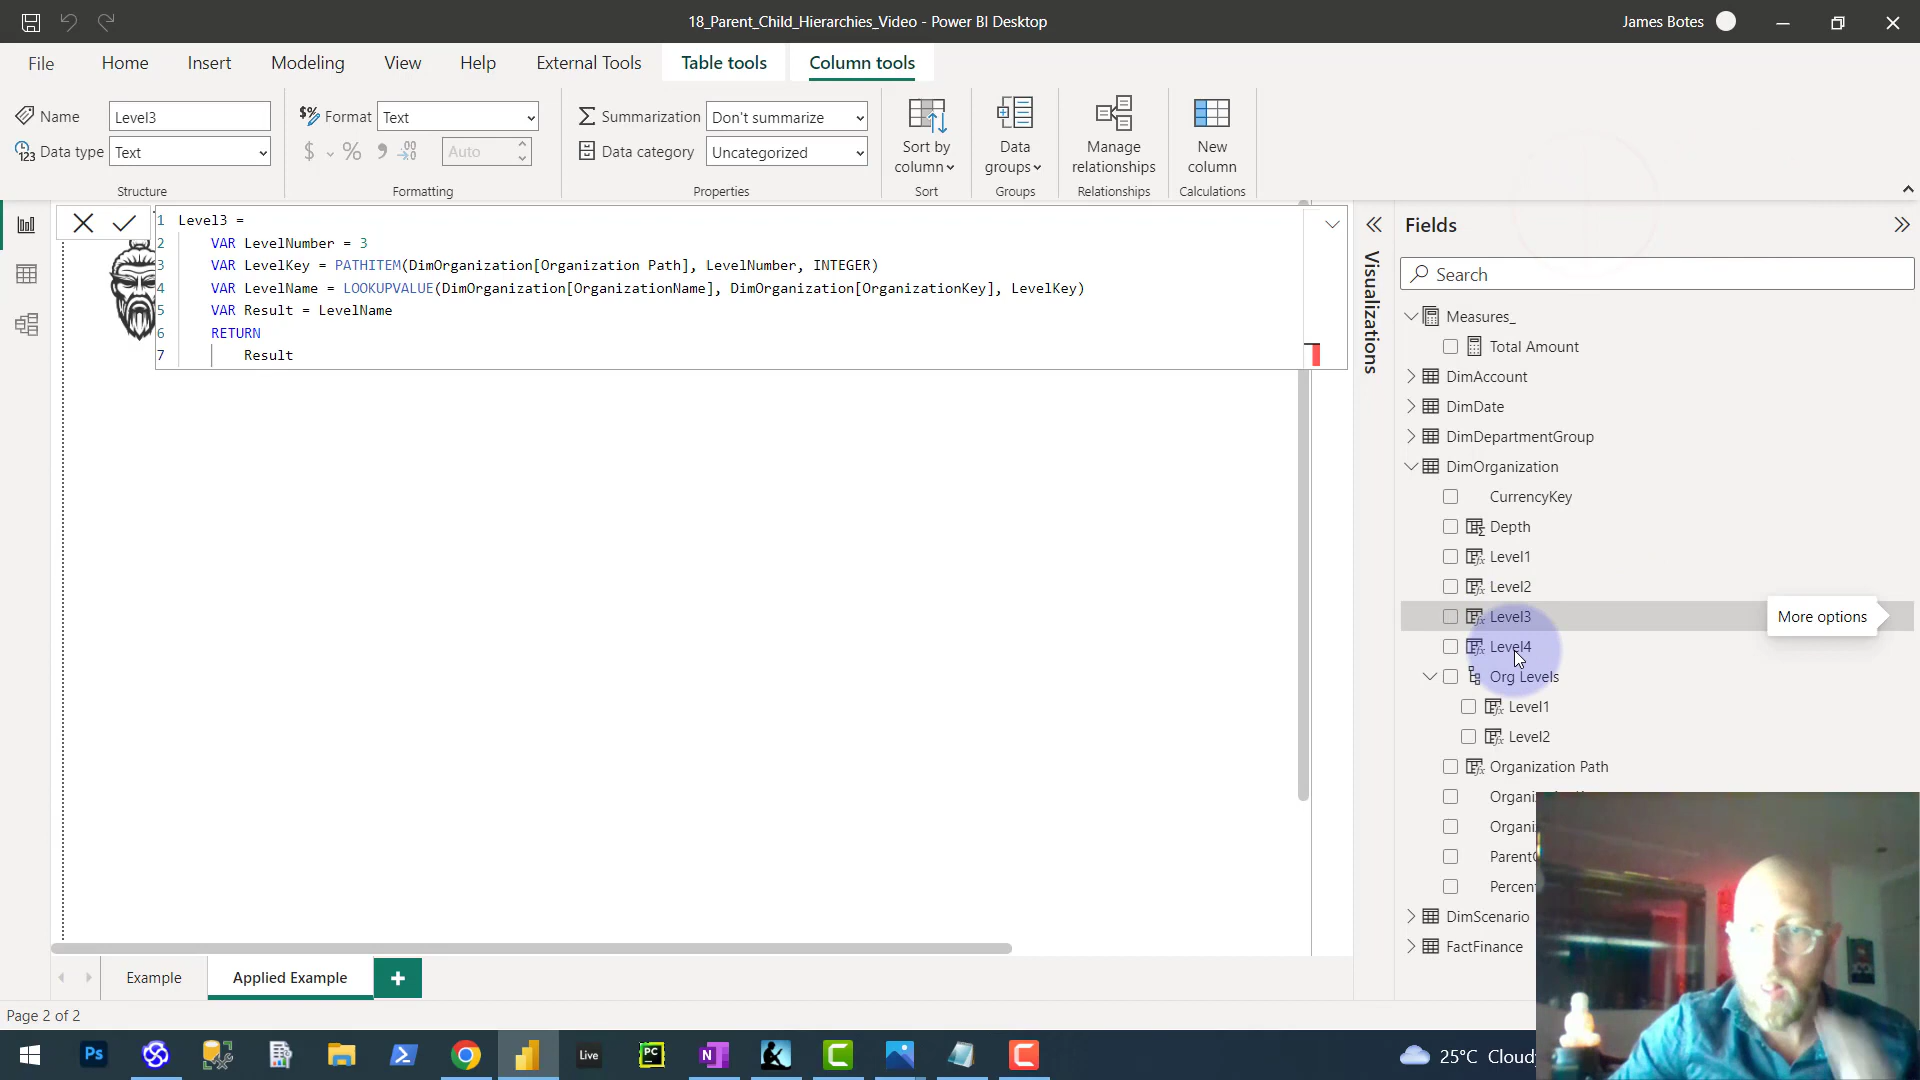 18_Parent_Child_Hierarchies_Video - Power BI Desktop
James Botes
File
Home
Insert
Modeling
View
Help
External Tools
Table tools
Column tools
Name
Level3
Data type
Text
Structure
Format
Text
$
%
Auto
Formatting
Summarization
Don't summarize
Data category
Uncategorized
Properties
Sort by
column
Sort
Data
groups
Groups
Manage
relationships
Relationships
New
column
Calculations
1 Level3 =
2 VAR LevelNumber = 3
3 VAR LevelKey = PATHITEM(DimOrganization[Organization Path], LevelNumber, INTEGER)
4 VAR LevelName = LOOKUPVALUE(DimOrganization[OrganizationName], DimOrganization[OrganizationKey], LevelKey)
5 VAR Result = LevelName
6 RETURN
7 Result
Visualizations
Fields
Search
Measures_
Total Amount
DimAccount
DimDate
DimDepartmentGroup
DimOrganization
CurrencyKey
Depth
Level1
Level2
Level3
More options
Level4
Org Levels
Level1
Level2
Organization Path
Organiz
Organiz
ParentO
Percen
DimScenario
FactFinance
Example
Applied Example
+
Page 2 of 2
Ps
Live
PC
N
C
C
25°C Cloudy